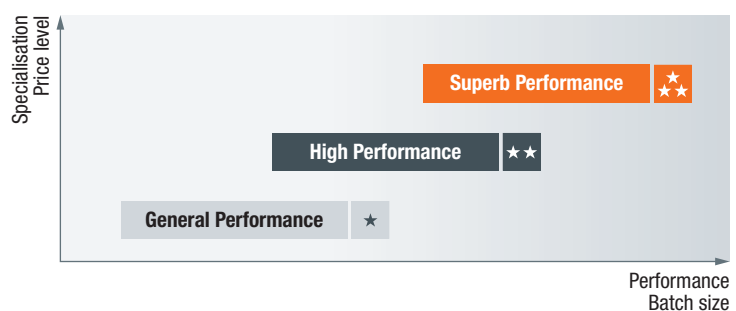 Specialisation
Price level
Superb Performance
High Performance
General Performance
Performance
Batch size